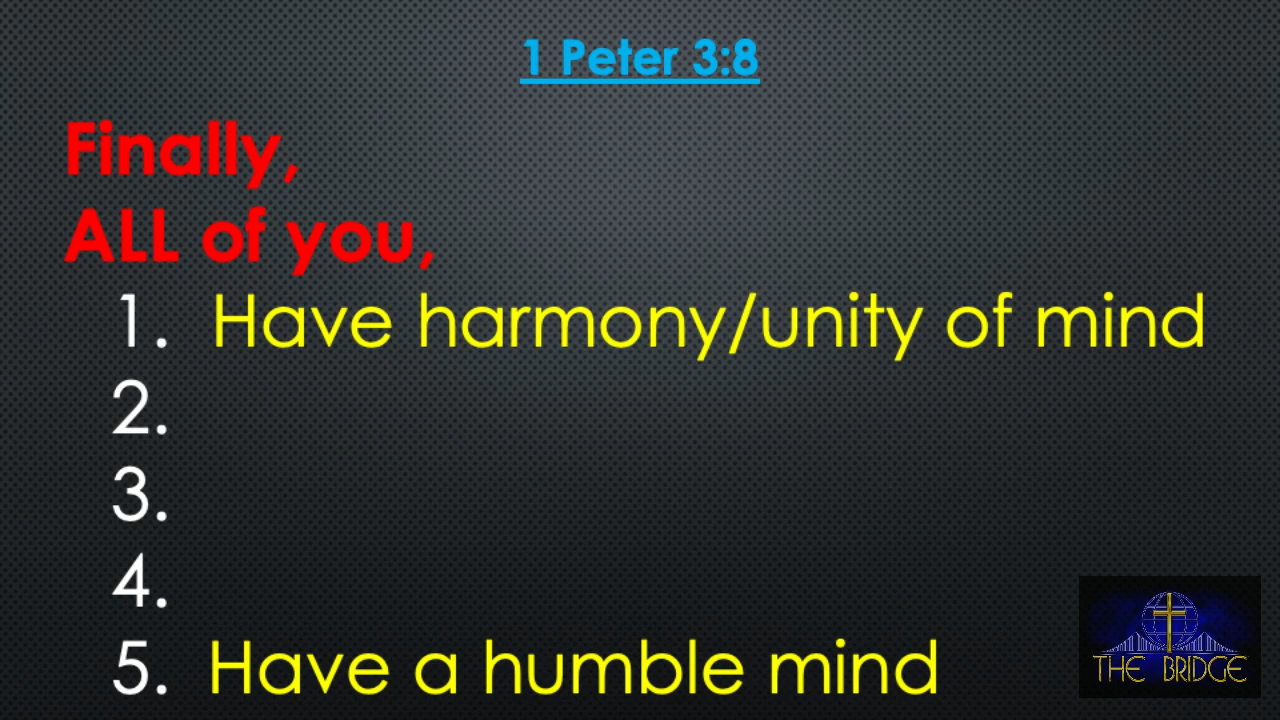 1 Peter 3:8
Finally,
ALL of you,
1. Have harmony/unity of mind
2.
3.
4.
5. Have a humble mind
THE BRIDGE